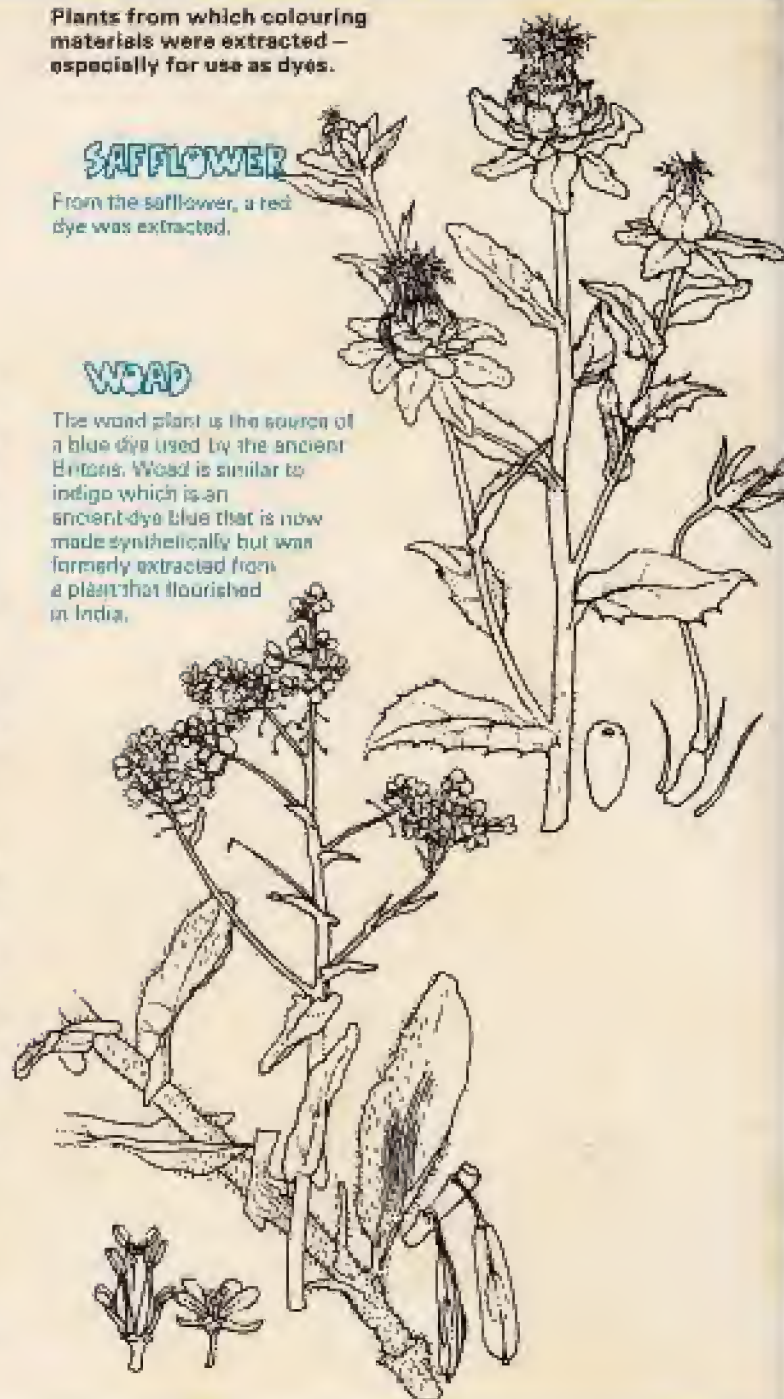 Plants from which colouring
materials were extracted –
especially for use as dyes.
SAFFLOWER
From the safflower, a red
dye was extracted.
WOAD
The woad plant is the source of
a blue dye used by the ancient
Britons. Woad is similar to
indigo which is an
ancient dye blue that is now
made synthetically but was
formerly extracted from
a plant that flourished
in India.